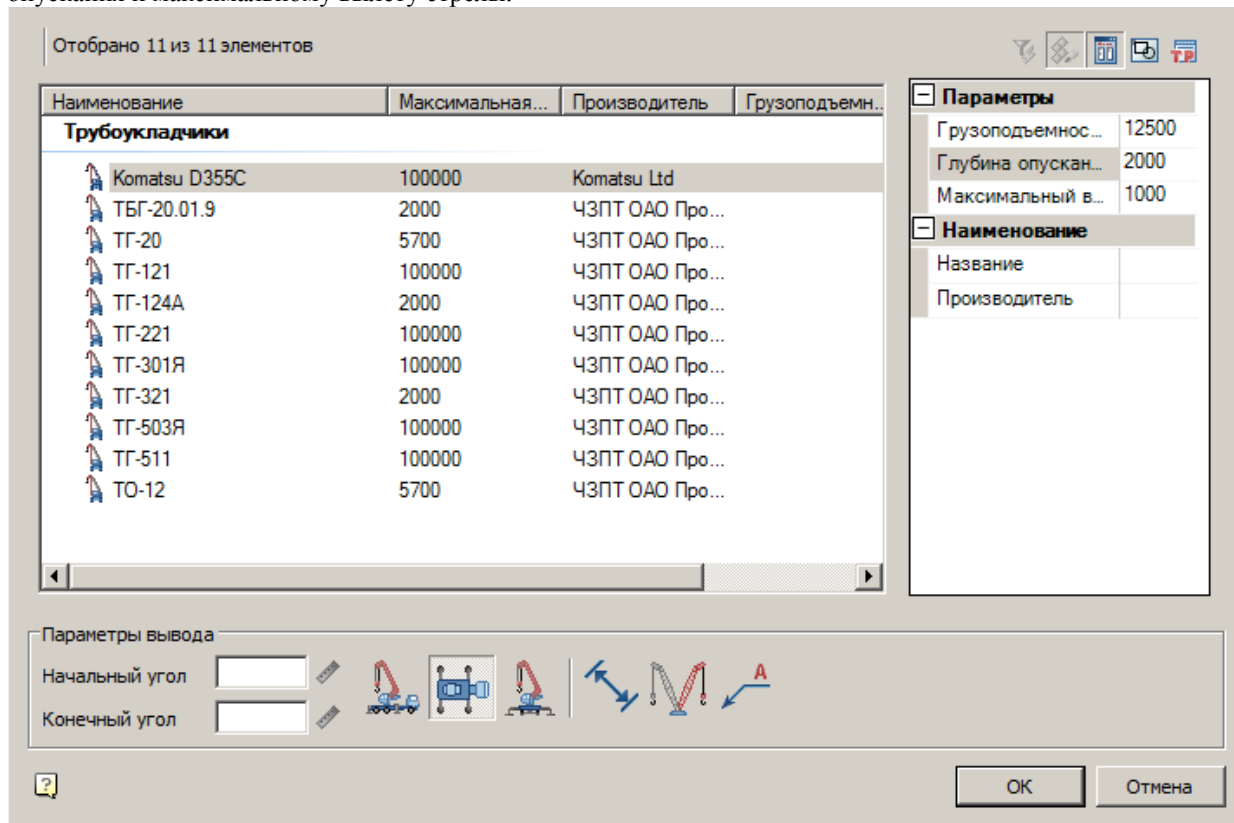 опускания и максимальному вылету стрелы.
Отобрано 11 из 11 элементов
T.P
Наименование Максимальная... Производитель Грузоподъемн..
Трубоукладчики
Komatsu D355C 100000 Komatsu Ltd
ТБГ-20.01.9 2000 ЧЗПТ ОАО Про...
ТГ-20 5700 ЧЗПТ ОАО Про...
ТГ-121 100000 ЧЗПТ ОАО Про...
ТГ-124А 2000 ЧЗПТ ОАО Про...
ТГ-221 100000 ЧЗПТ ОАО Про...
ТГ-301Я 100000 ЧЗПТ ОАО Про...
ТГ-321 2000 ЧЗПТ ОАО Про...
ТГ-503Я 100000 ЧЗПТ ОАО Про...
ТГ-511 100000 ЧЗПТ ОАО Про...
ТО-12 5700 ЧЗПТ ОАО Про...
Параметры
Грузоподъемнос... 12500
Глубина опускан... 2000
Максимальный в... 1000
Наименование
Название
Производитель
Параметры вывода
Начальный угол
Конечный угол
A
?
ОК
Отмена